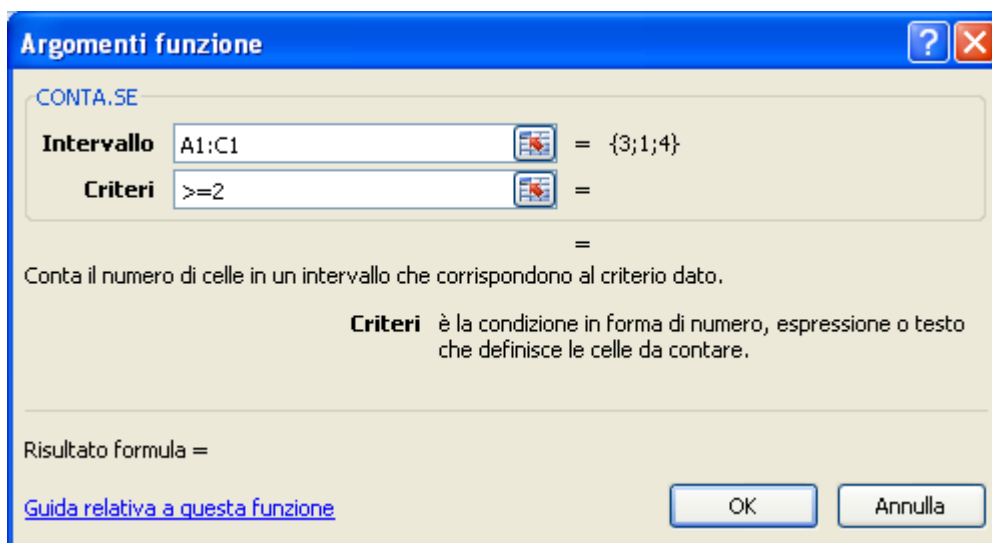 Argomenti funzione
CONTA.SE
Intervallo A1:C1 = {3;1;4}
Criteri >=2 =
=
Conta il numero di celle in un intervallo che corrispondono al criterio dato.
Criteri è la condizione in forma di numero, espressione o testo
che definisce le celle da contare.
Risultato formula =
Guida relativa a questa funzione OK Annulla